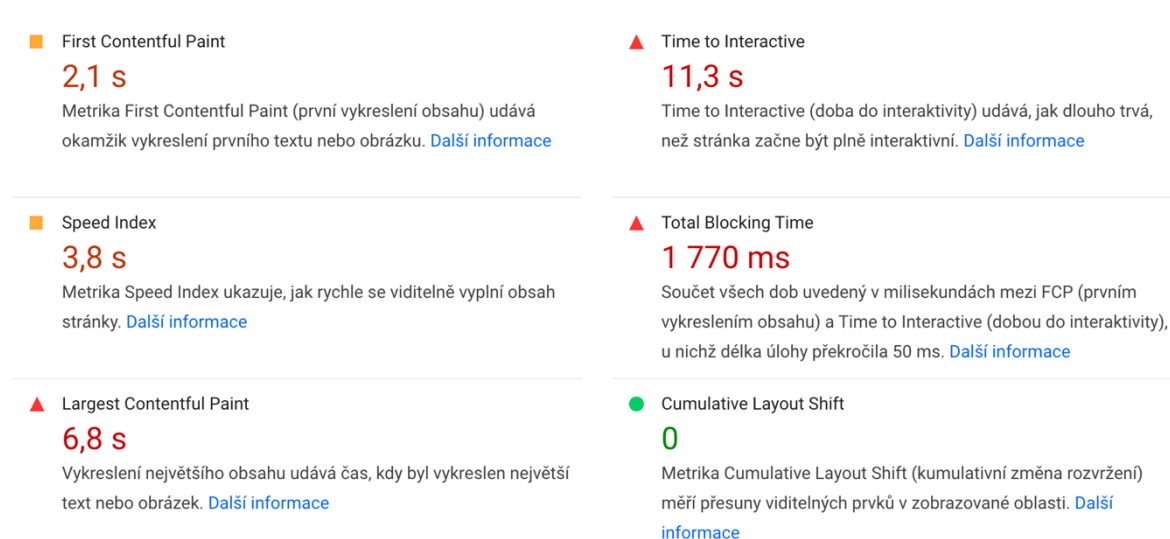 First Contentful Paint
2,1 s
Metrika First Contentful Paint (první vykreslení obsahu) udává
okamžik vykreslení prvního textu nebo obrázku. Další informace
Time to Interactive
11,3 s
Time to Interactive (doba do interaktivity) udává, jak dlouho trvá,
než stránka začne být plně interaktivní. Další informace
Speed Index
3,8 s
Metrika Speed Index ukazuje, jak rychle se viditelně vyplní obsah
stránky. Další informace
Total Blocking Time
1 770 ms
Součet všech dob uvedený v milisekundách mezi FCP (prvním
vykreslením obsahu) a Time to Interactive (dobou do interaktivity),
u nichž délka úlohy překročila 50 ms. Další informace
Largest Contentful Paint
6,8 s
Vykreslení největšího obsahu udává čas, kdy byl vykreslen největší
text nebo obrázek. Další informace
Cumulative Layout Shift
0
Metrika Cumulative Layout Shift (kumulativní změna rozvržení)
měří přesuny viditelných prvků v zobrazované oblasti. Další
informace